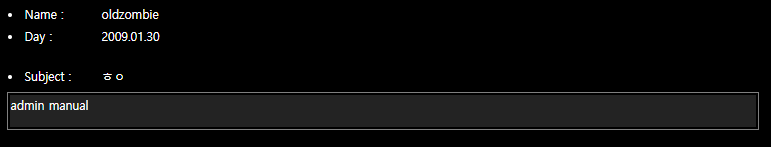 • Name : oldzombie
• Day : 2009.01.30
• Subject : ㅎㅇ
admin manual